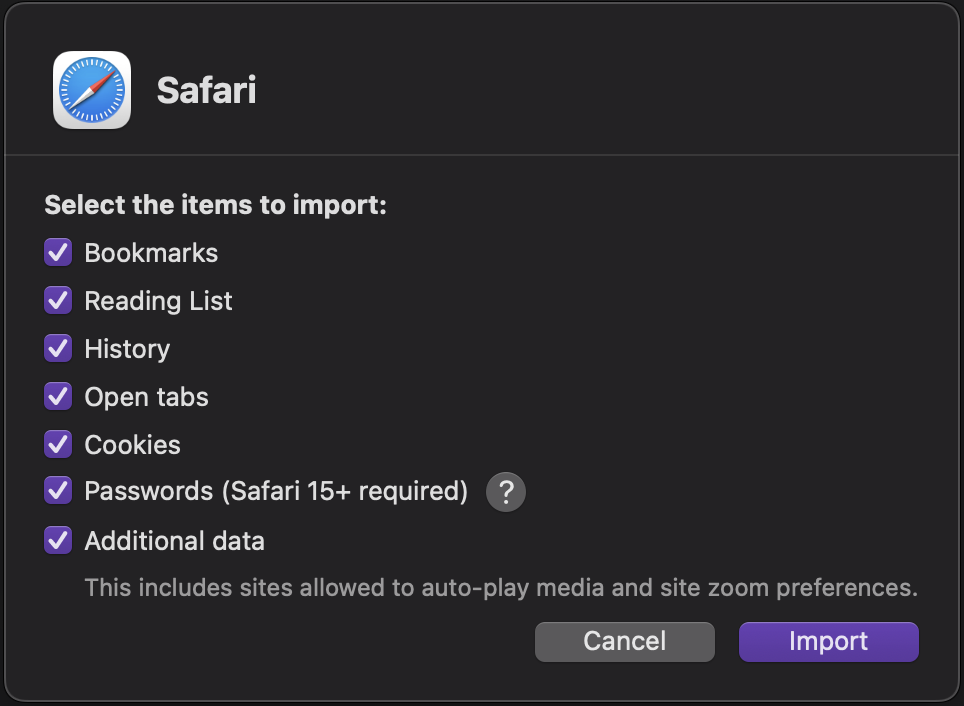 Safari
Select the items to import:
Bookmarks
Reading List
History
Open tabs
Cookies
Passwords (Safari 15+ required) ?
Additional data
This includes sites allowed to auto-play media and site zoom preferences.
Cancel Import